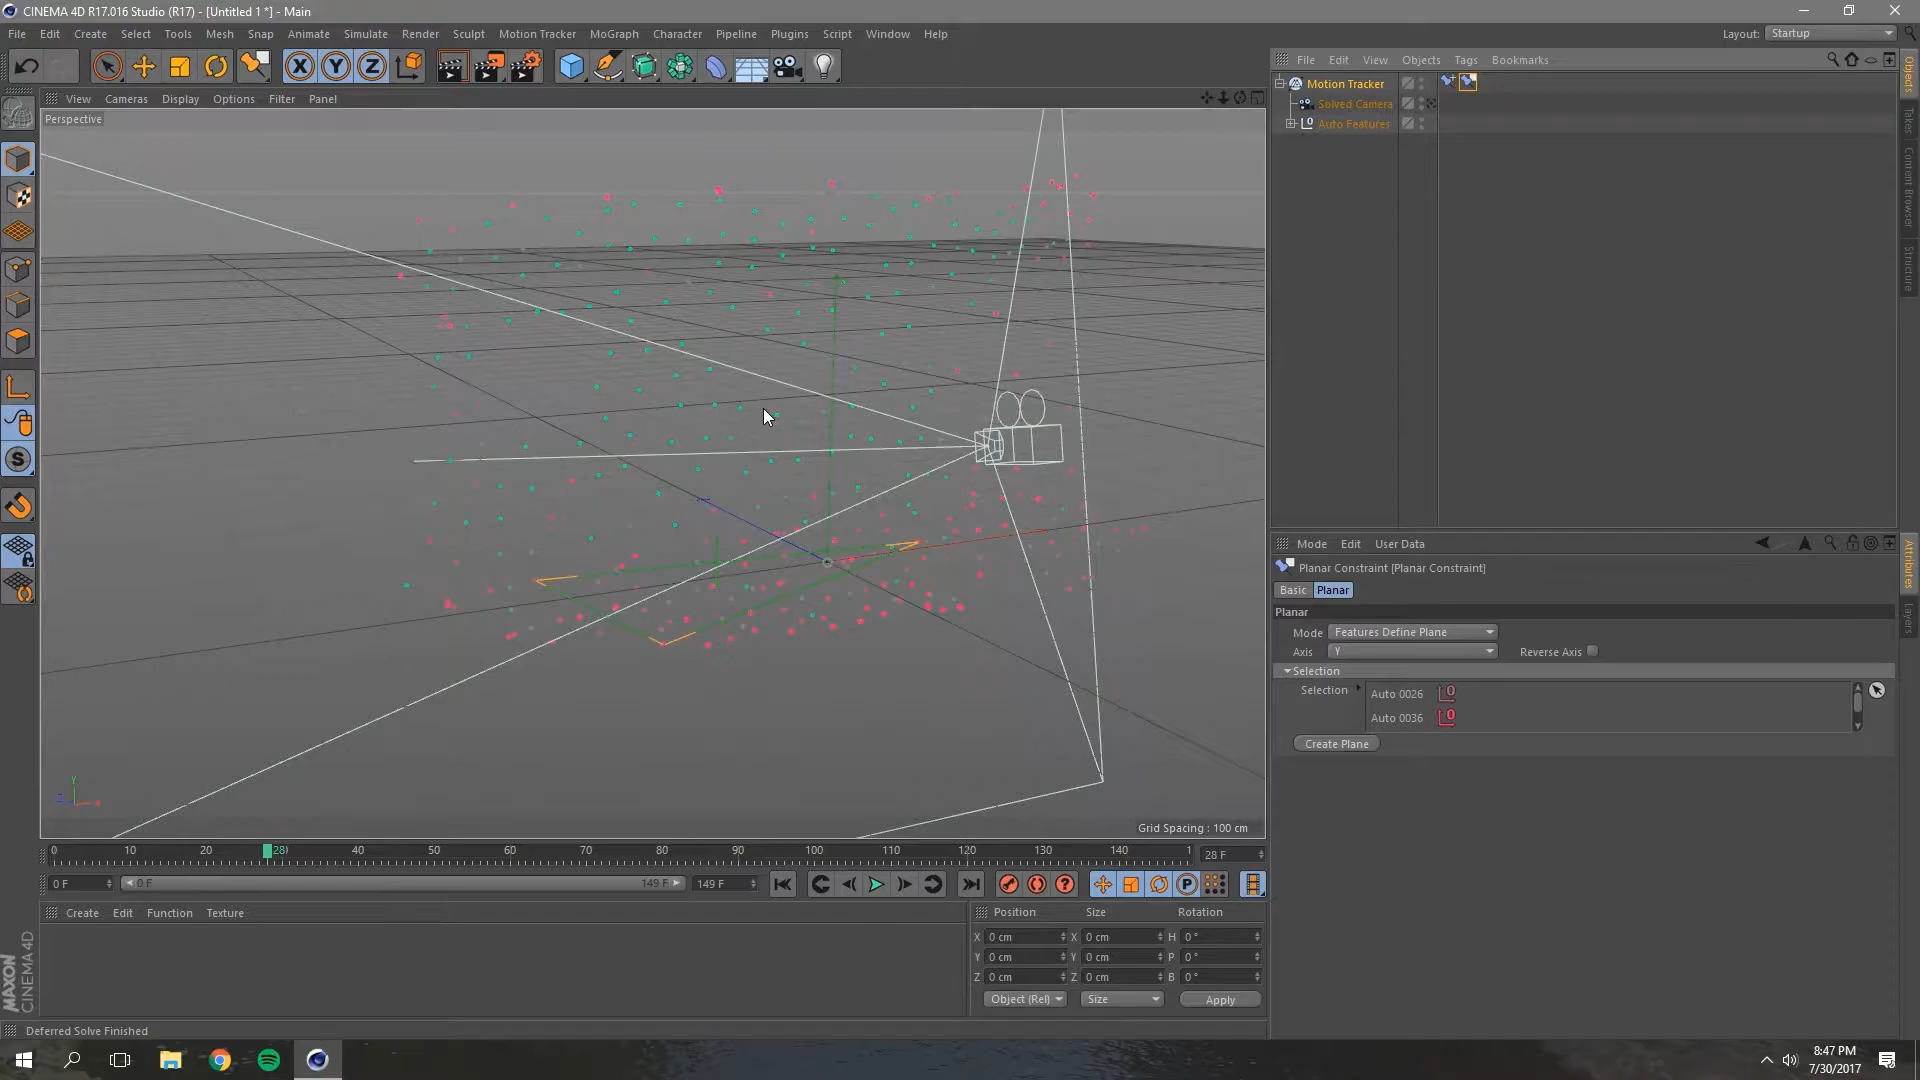 CINEMA 4D R17.016 Studio (R17) - [Untitled 1 *] - Main
File Edit Create Select Tools Mesh Snap Animate Simulate Render Sculpt Motion Tracker MoGraph Character Pipeline Plugins Script Window Help
Layout: Startup
X Y Z
View Cameras Display Options Filter Panel
Perspective
File Edit View Objects Tags Bookmarks
Motion Tracker
Solved Camera
Auto Features
Objects
Takes
Content Browser
Structure
Mode Edit User Data
Planar Constraint [Planar Constraint]
Basic Planar
Planar
Mode Features Define Plane
Axis Y Reverse Axis
Selection
Selection Auto 0026
Auto 0036
Create Plane
Attributes
Layers
Grid Spacing : 100 cm
0 10 20 28 40 50 60 70 80 90 100 110 120 130 140 1 28 F
0 F 0 F 149 F 149 F
Create Edit Function Texture
Position Size Rotation
X 0 cm X 0 cm H 0 °
Y 0 cm Y 0 cm P 0 °
Z 0 cm Z 0 cm B 0 °
Object (Rel) Size Apply
MAXON
CINEMA 4D
Deferred Solve Finished
8:47 PM
7/30/2017